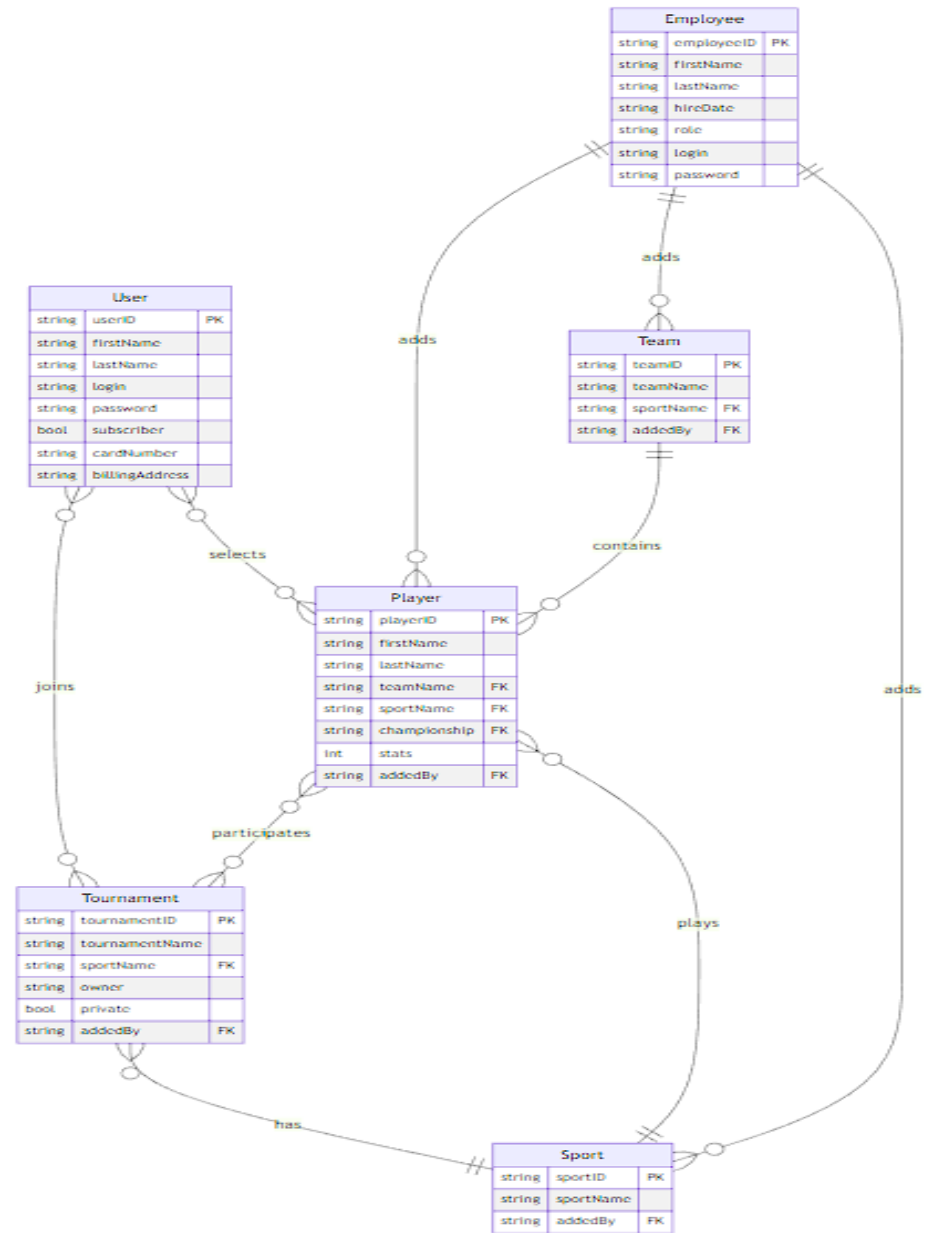 Employee
string employeeID PK
string firstName
string lastName
string hireDate
string role
string login
string password
adds
User
string userID PK
string firstName
string lastName
string login
string password
bool subscriber
string cardNumber
string billingAddress
adds
Team
string teamID PK
string teamName
string sportName FK
string addedBy FK
selects
contains
Player
string playerID PK
string firstName
string lastName
string teamName FK
string sportName FK
string championship FK
int stats
string addedBy FK
joins
adds
participates
Tournament
string tournamentID PK
string tournamentName
string sportName FK
string owner
bool private
string addedBy FK
plays
has
Sport
string sportID PK
string sportName
string addedBy FK